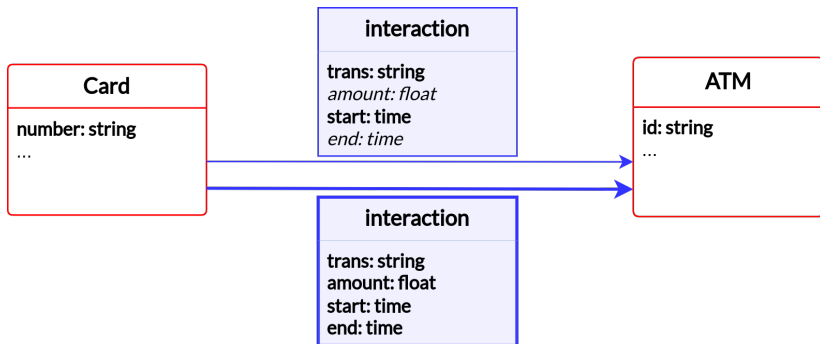 interaction
trans: string
amount: float
start: time
end: time
Card
number: string
...
ATM
id: string
...
interaction
trans: string
amount: float
start: time
end: time